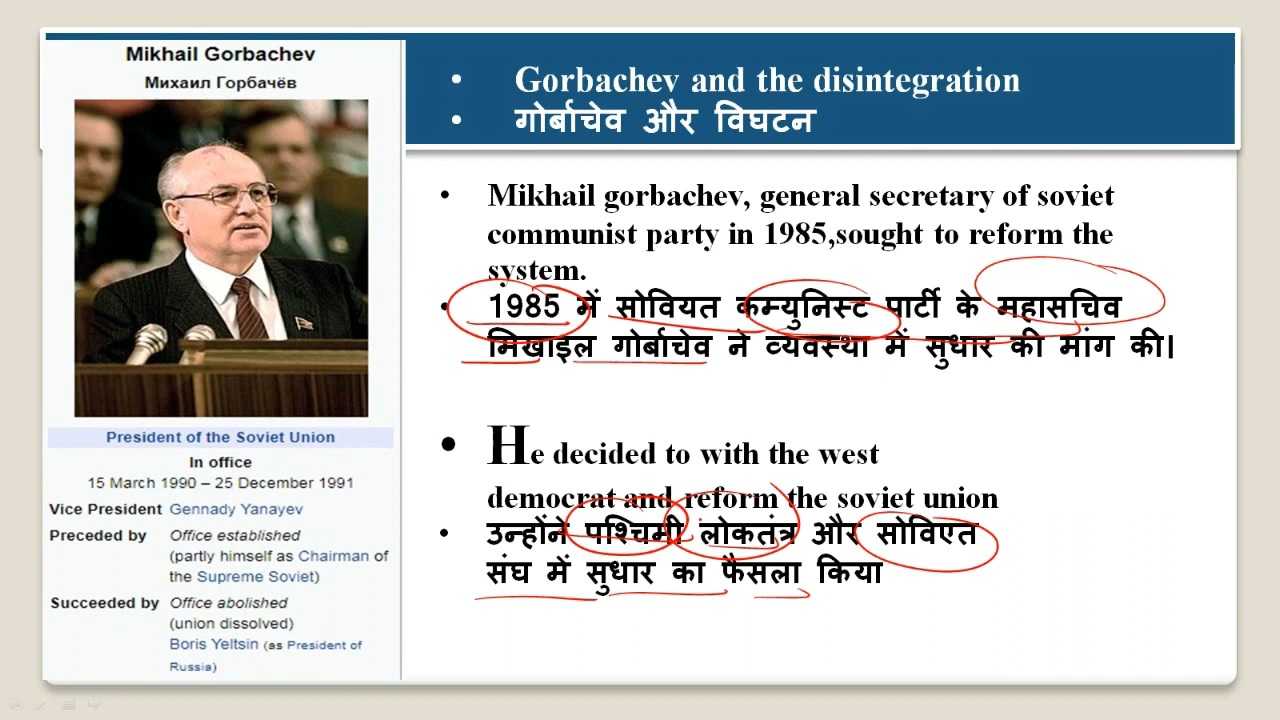 Mikhail Gorbachev
Михаил Горбачёв
President of the Soviet Union
In office
15 March 1990 – 25 December 1991
Vice President Gennady Yanayev
Preceded by Office established
(partly himself as Chairman of
the Supreme Soviet)
Succeeded by Office abolished
(union dissolved)
Boris Yeltsin (as President of
Russia)
• Gorbachev and the disintegration
• गोर्बाचेव और विघटन
• Mikhail gorbachev, general secretary of soviet
communist party in 1985,sought to reform the
system.
• 1985 में सोवियत कम्युनिस्ट पार्टी के महासचिव
मिखाइल गोर्बाचेव ने व्यवस्था में सुधार की मांग की।
• He decided to with the west
democrat and reform the soviet union
• उन्होंने पश्चिमी लोकतंत्र और सोविएत
संघ में सुधार का फैसला किया